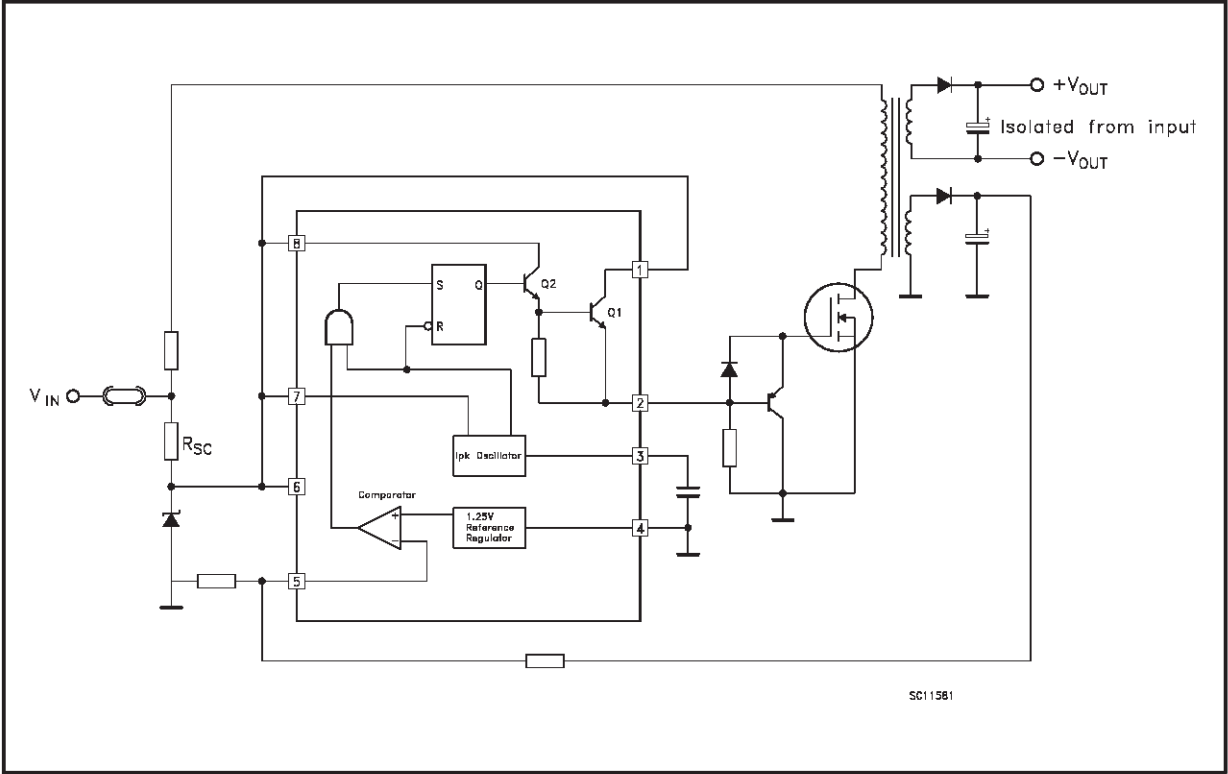 +VOUT
Isolated from input
-VOUT
8
1
S
Q
Q2
Q1
R
VIN
7
2
RSC
Ipk Oscillator
3
6
Comparator
+
-
1.25V
Reference
Regulator
4
5
SC11581